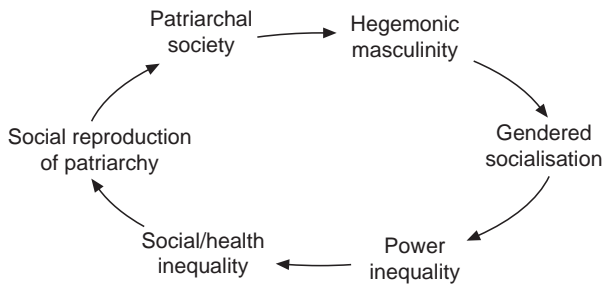 Patriarchal
society
Hegemonic
masculinity
Gendered
socialisation
Power
inequality
Social/health
inequality
Social reproduction
of patriarchy